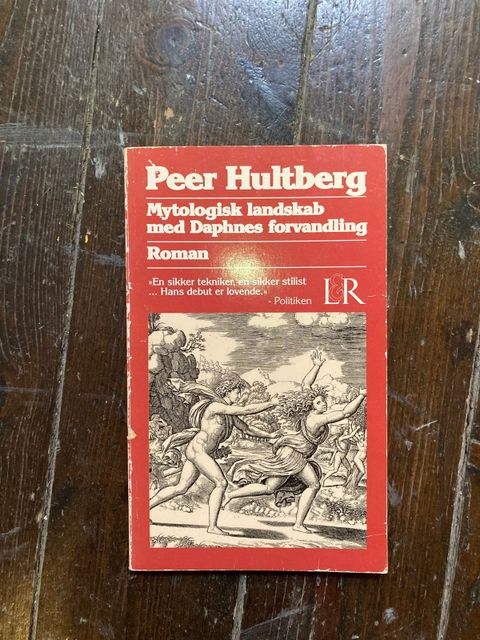 Peer Hultberg
Mytologisk landskab
med Daphnes forvandling
Roman
»En sikker tekniker, en sikker stilist
... Hans debut er lovende.«
- Politiken
L&R